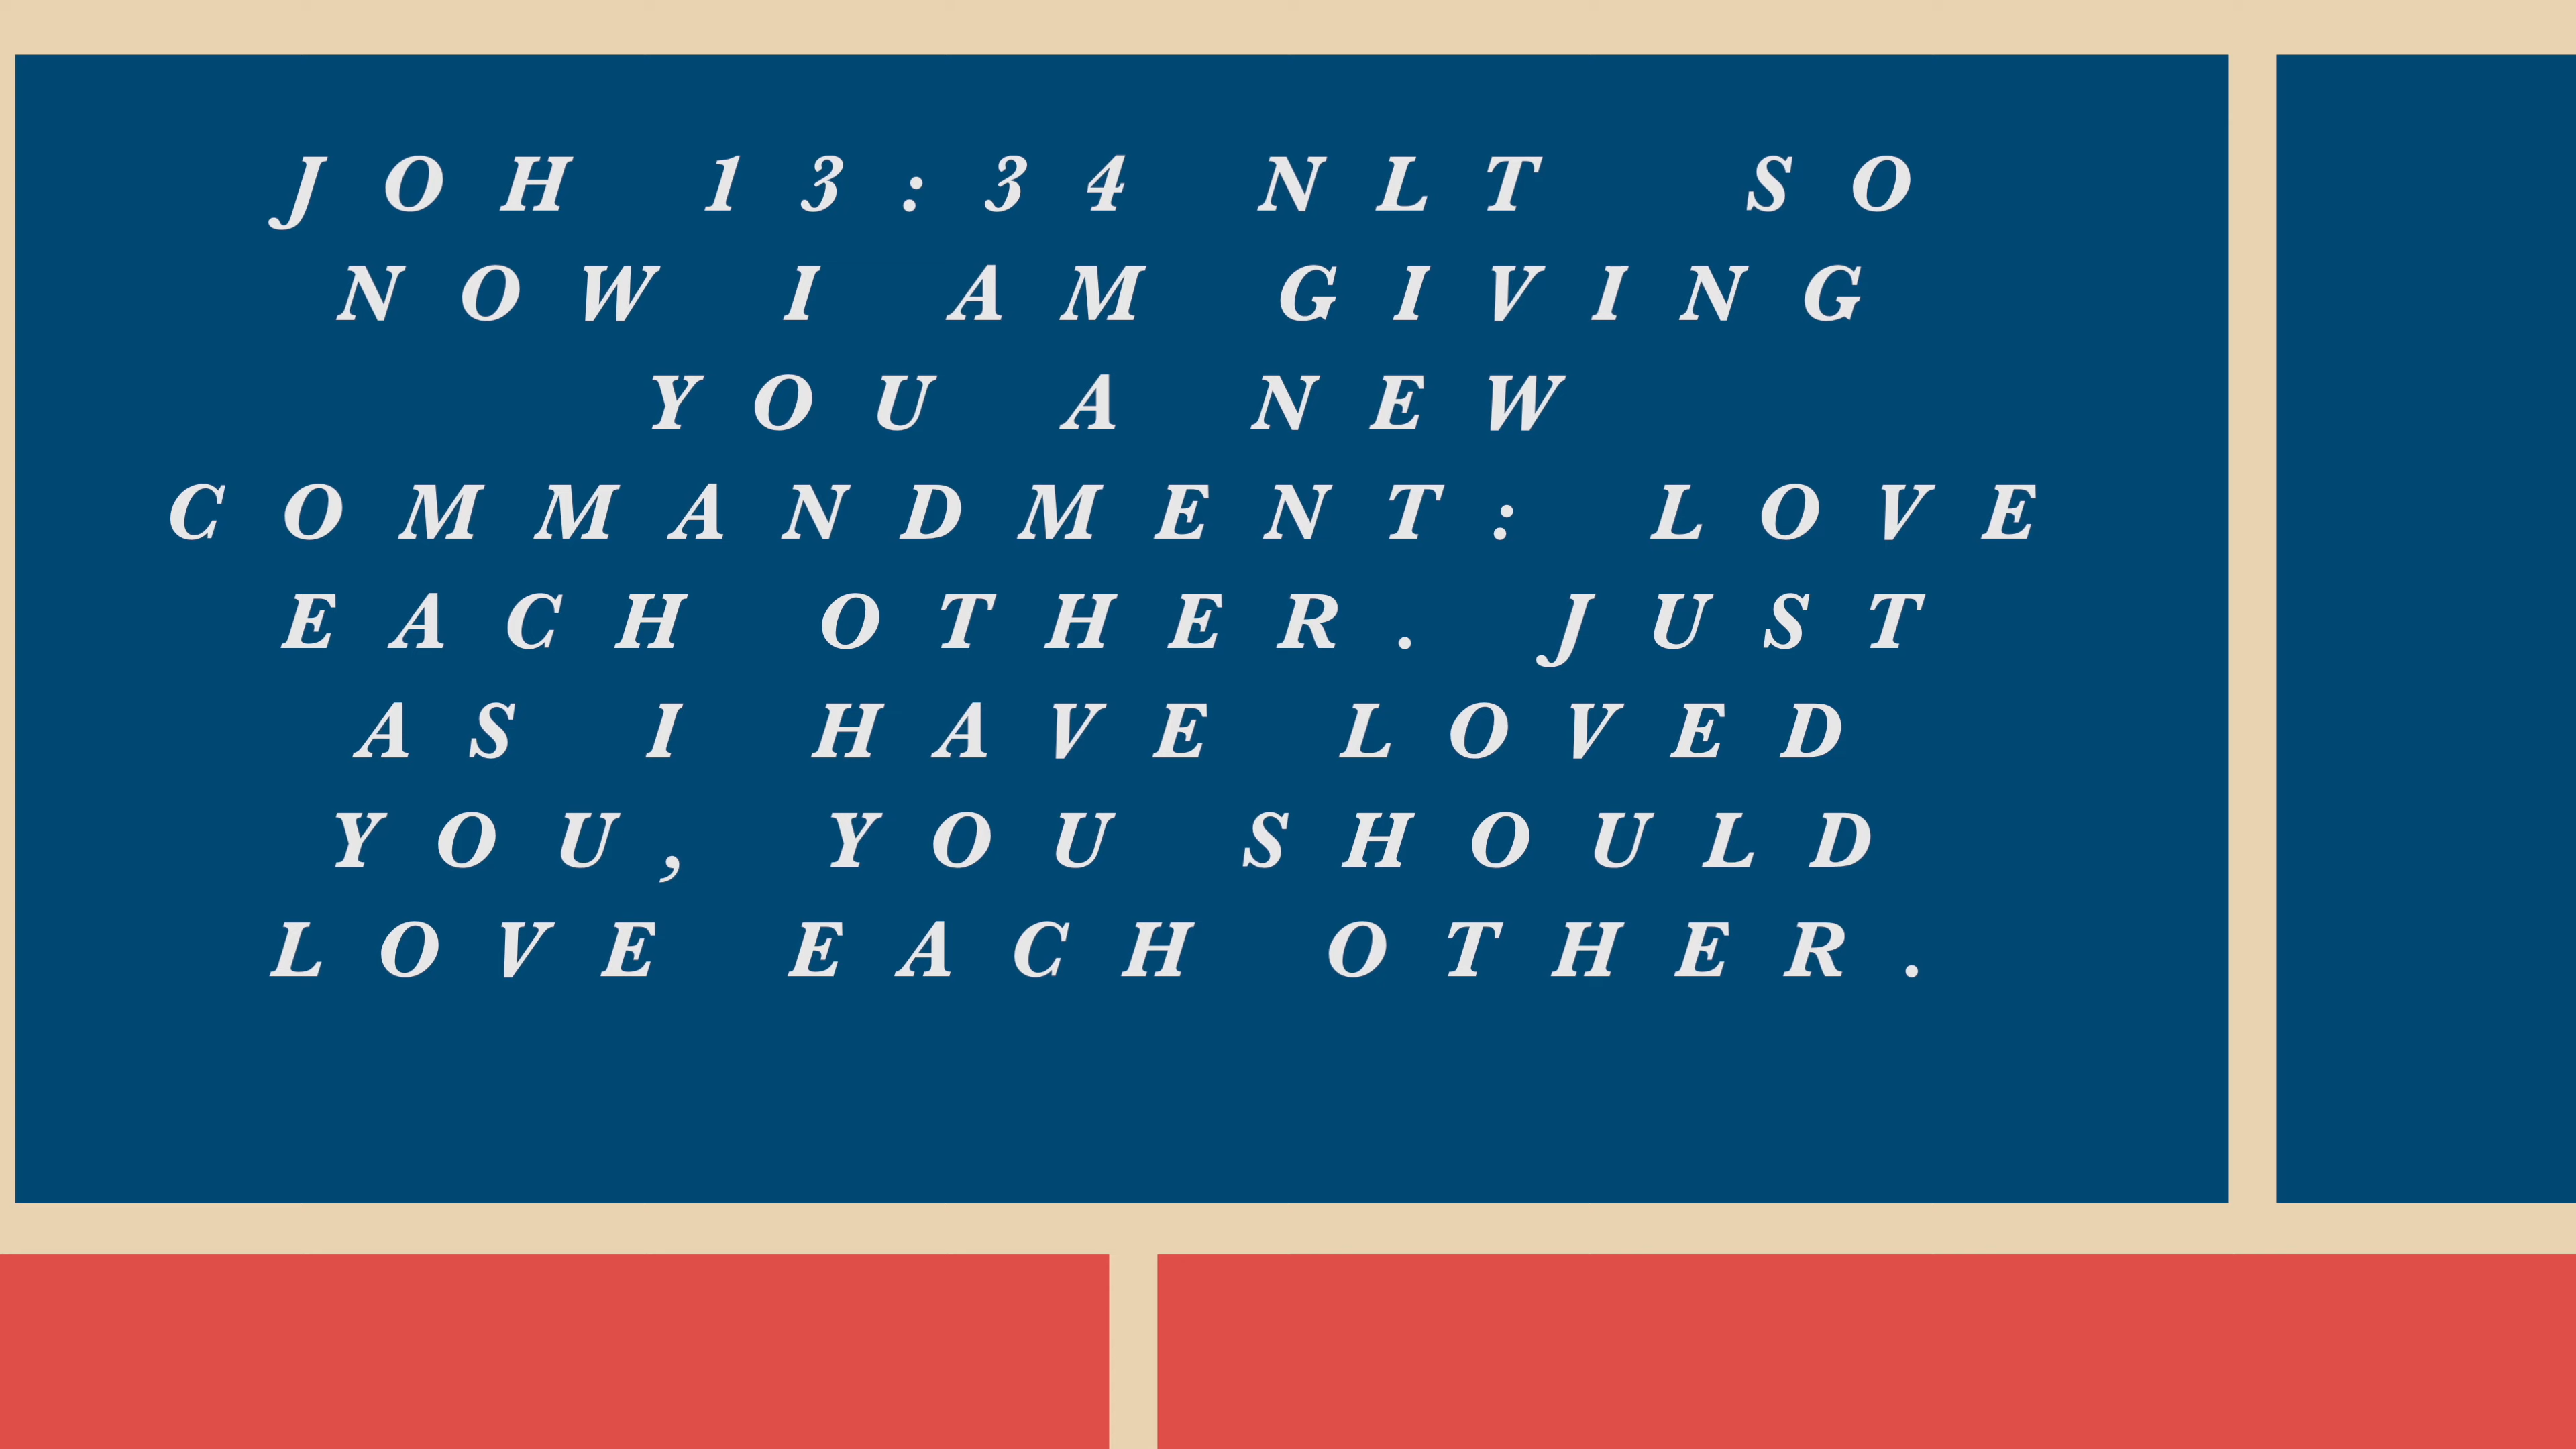 JOH 13:34 NLT SO
NOW I AM GIVING
YOU A NEW
COMMANDMENT: LOVE
EACH OTHER. JUST
AS I HAVE LOVED
YOU, YOU SHOULD
LOVE EACH OTHER.